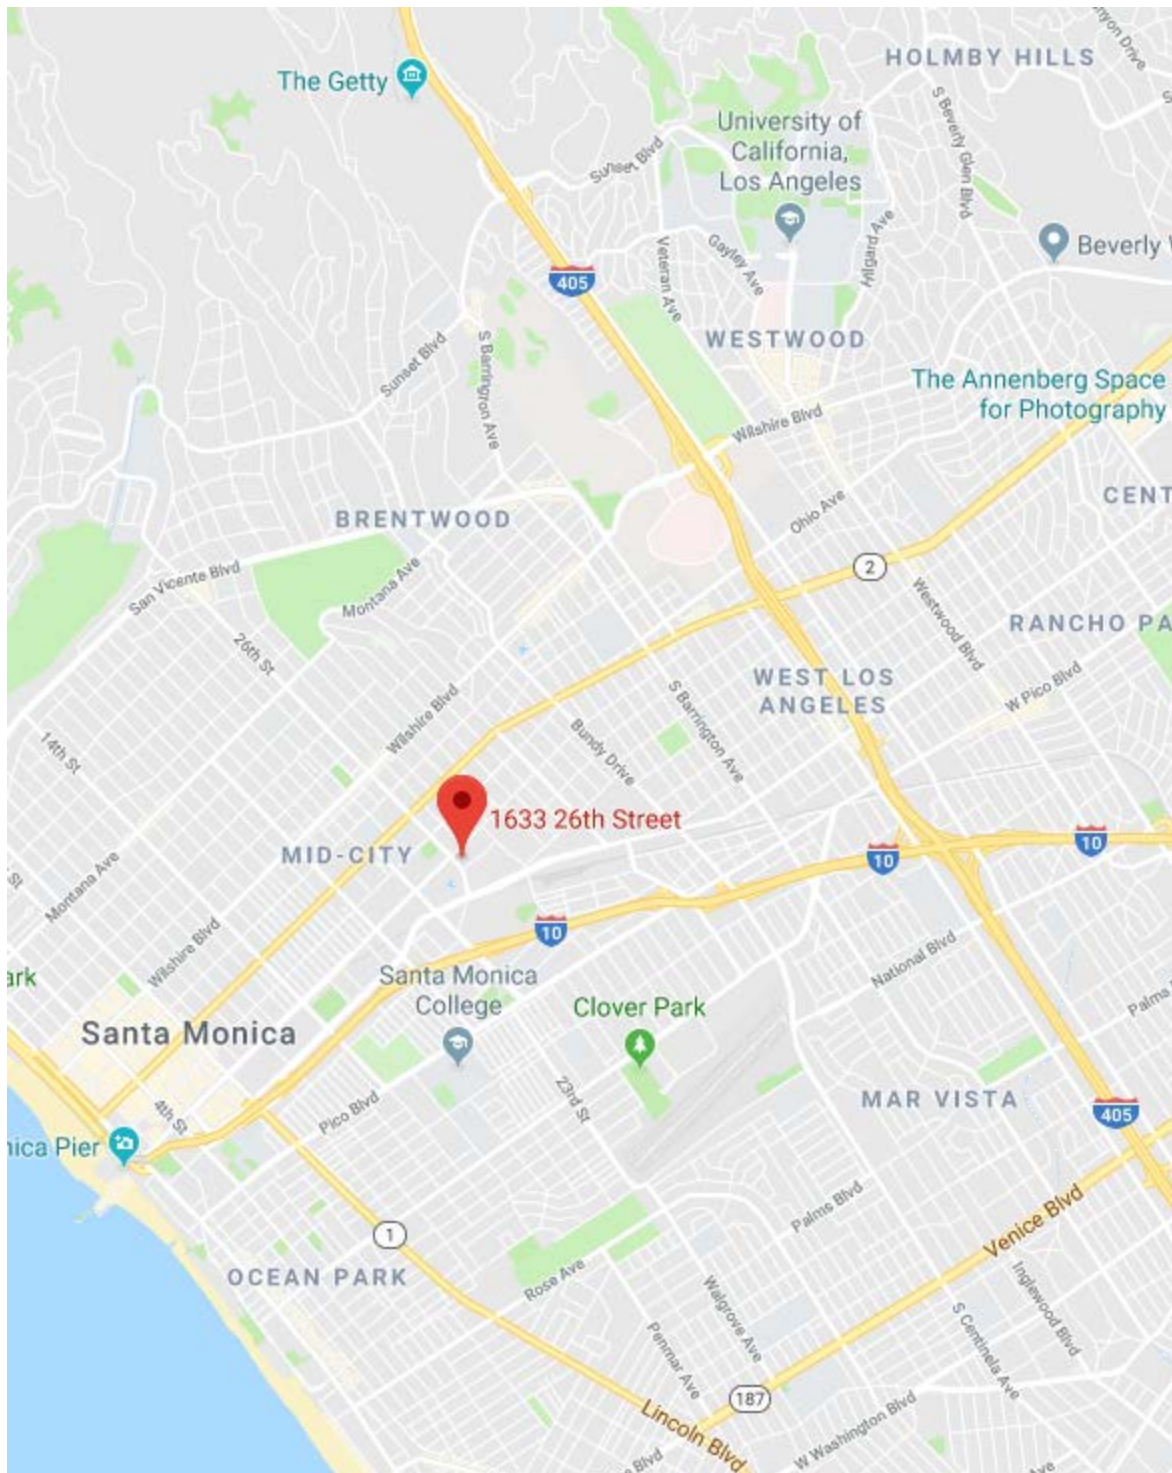 HOLMBY HILLS
nyon Drive
The Getty
S Beverly Glen Blvd
University of
California,
Los Angeles
Sunset Blvd
Hilgard Ave
Gayley Ave
Veteran Ave
Beverly
405
WESTWOOD
S Barrington Ave
Sunset Blvd
The Annenberg Space
for Photography
Wilshire Blvd
CENT
Ohio Ave
BRENTWOOD
2
San Vicente Blvd
Montana Ave
Westwood Blvd
RANCHO PA
26th St
WEST LOS
ANGELES
W Pico Blvd
S Barrington Ave
Wilshire Blvd
Bundy Drive
14th St
1633 26th Street
10
MID-CITY
10
St
Montana Ave
10
Wilshire Blvd
National Blvd
ark
Santa Monica
College
Clover Park
Palms
Santa Monica
4th St
Pico Blvd
23rd St
MAR VISTA
405
nica Pier
Palms Blvd
Venice Blvd
1
OCEAN PARK
Rose Ave
Walgrove Ave
Inglewood Blvd
S Centinela Ave
Penmar Ave
187
Lincoln Blvd
W Washington Blvd
Blvd
Ave